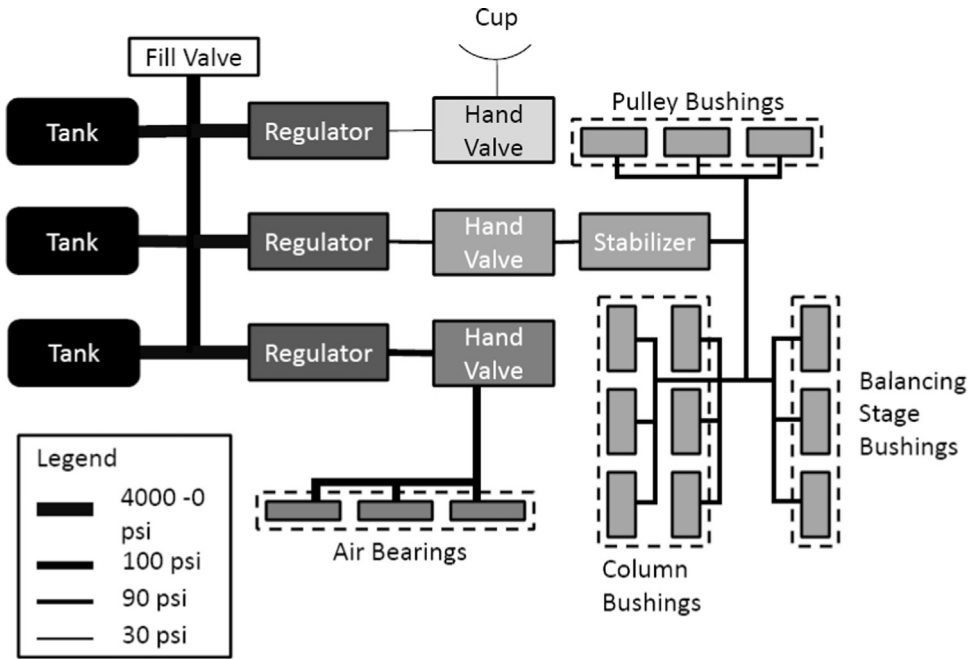 Cup
Fill Valve
Pulley Bushings
Tank
Regulator
Hand
Valve
Tank
Regulator
Hand
Valve
Stabilizer
Tank
Regulator
Hand
Valve
Balancing
Stage
Bushings
Legend
4000 -0
psi
100 psi
90 psi
30 psi
Air Bearings
Column
Bushings